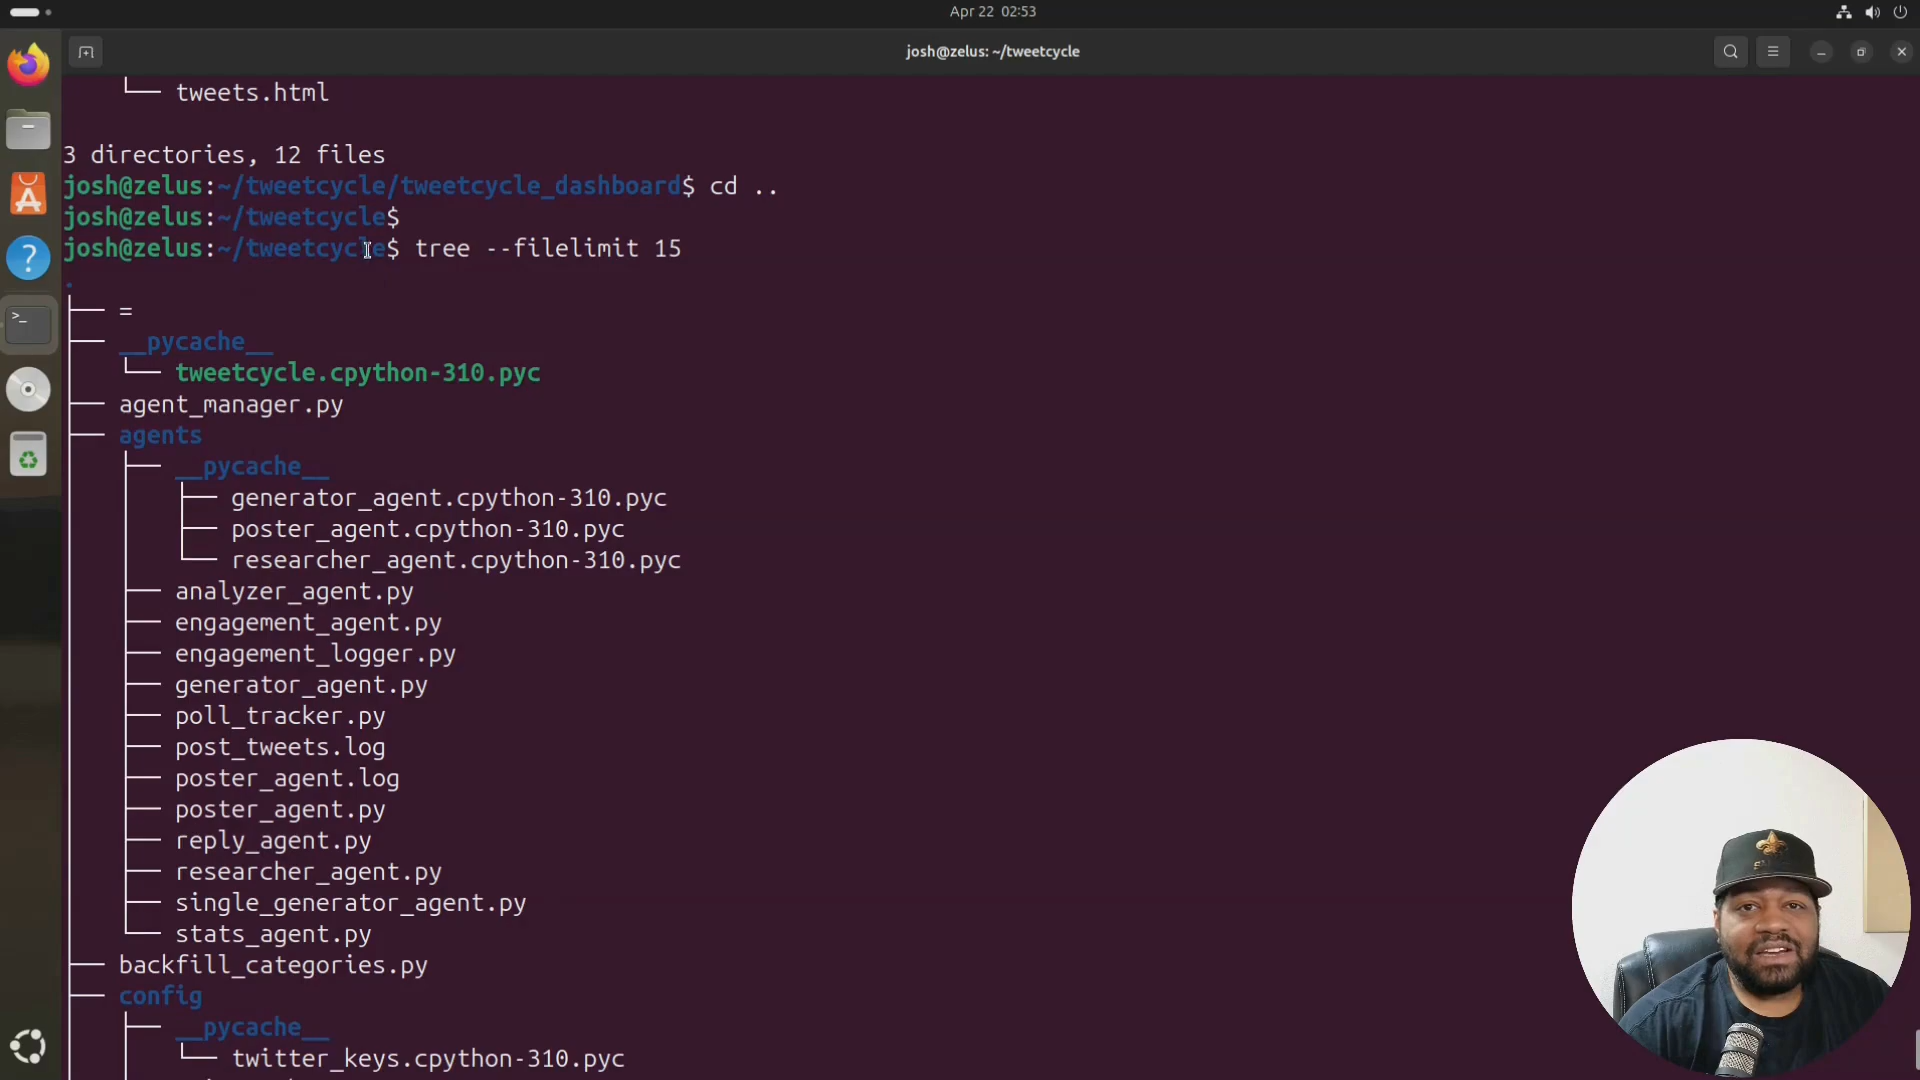 Apr 22 02:53
josh@zelus: ~/tweetcycle
└── tweets.html
3 directories, 12 files
josh@zelus:~/tweetcycle/tweetcycle_dashboard$ cd ..
josh@zelus:~/tweetcycle$
josh@zelus:~/tweetcycle$ tree --filelimit 15
.
├── =
├── __pycache__
│   └── tweetcycle.cpython-310.pyc
├── agent_manager.py
├── agents
│   ├── __pycache__
│   │   ├── generator_agent.cpython-310.pyc
│   │   ├── poster_agent.cpython-310.pyc
│   │   └── researcher_agent.cpython-310.pyc
│   ├── analyzer_agent.py
│   ├── engagement_agent.py
│   ├── engagement_logger.py
│   ├── generator_agent.py
│   ├── poll_tracker.py
│   ├── post_tweets.log
│   ├── poster_agent.log
│   ├── poster_agent.py
│   ├── reply_agent.py
│   ├── researcher_agent.py
│   ├── single_generator_agent.py
│   └── stats_agent.py
├── backfill_categories.py
├── config
│   ├── __pycache__
│   │   └── twitter_keys.cpython-310.pyc